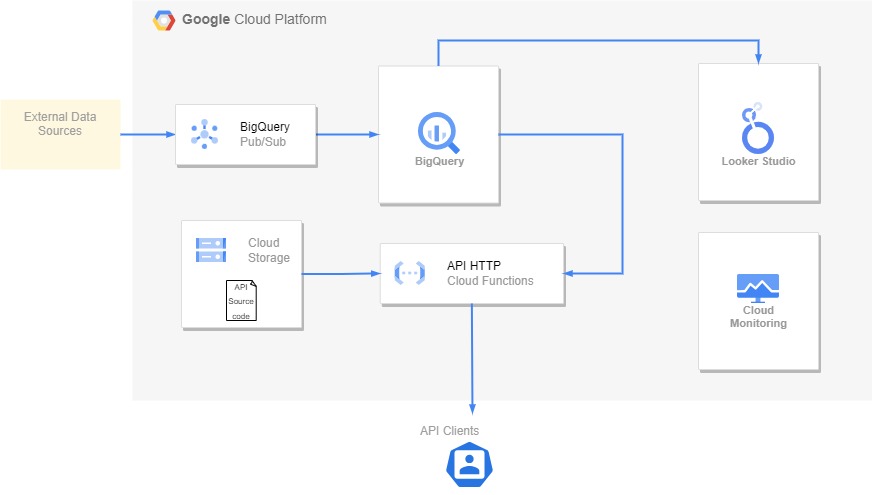 Google Cloud Platform
External Data
Sources
BigQuery
Pub/Sub
BigQuery
Looker Studio
Cloud
Storage
API
Source
code
API HTTP
Cloud Functions
Cloud
Monitoring
API Clients